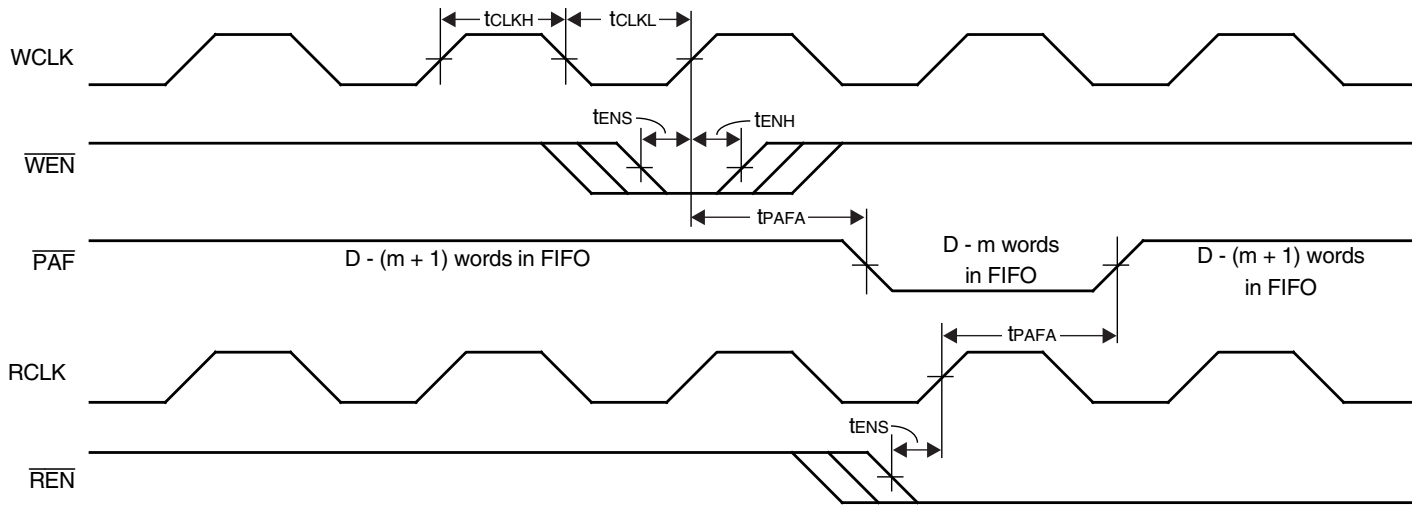 tCLKH
tCLKL
WCLK
tENS
tENH
WEN
tPAFA
PAF
D - (m + 1) words in FIFO
D - m words
in FIFO
D - (m + 1) words
in FIFO
tPAFA
RCLK
tENS
REN